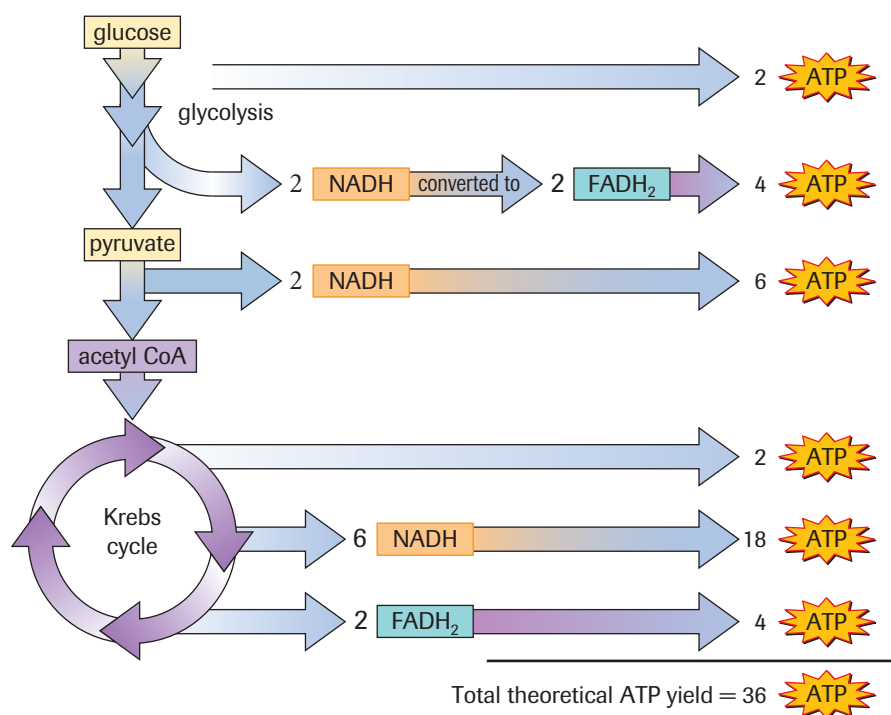 glucose
2 ATP
glycolysis
2 NADH converted to 2 FADH₂ 4 ATP
pyruvate
2 NADH 6 ATP
acetyl CoA
2 ATP
Krebs
cycle
6 NADH 18 ATP
2 FADH₂ 4 ATP
Total theoretical ATP yield = 36 ATP